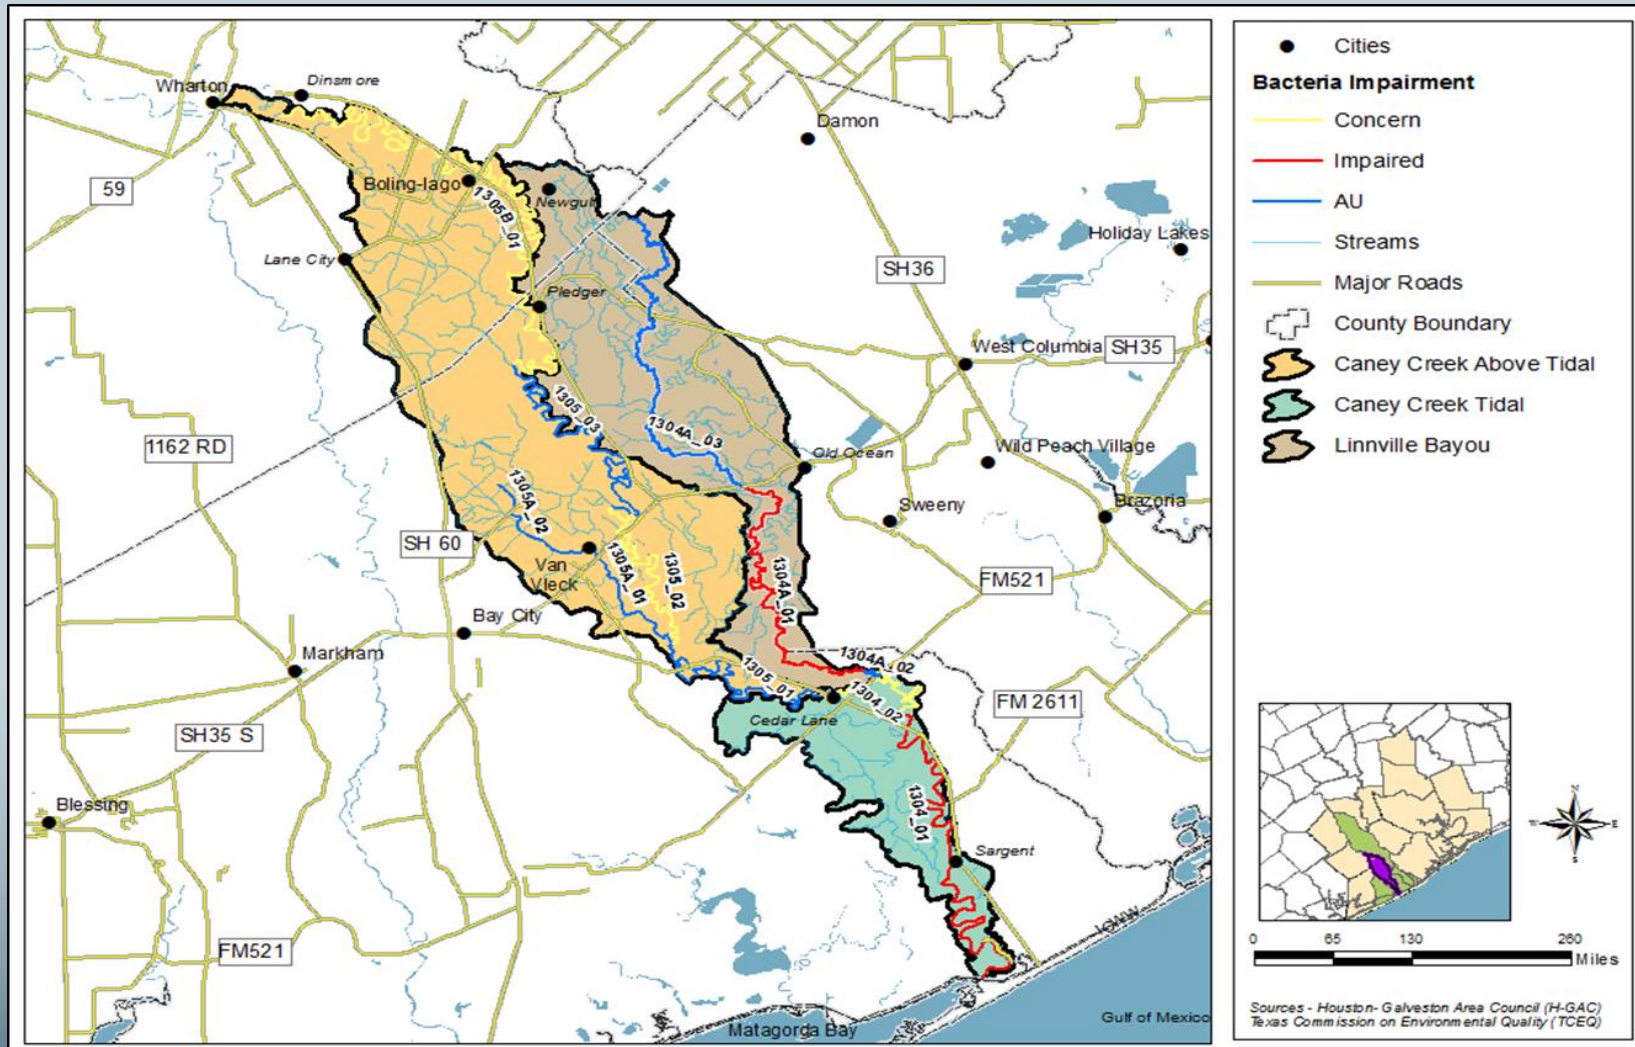 Wharton
Dinsmore
Damon
59
Boling-Iago
1305B_01
Newgulf
Holiday Lakes
Lane City
SH36
Pledger
West Columbia
SH35
1305_03
1304A_03
1162 RD
Old Ocean
Wild Peach Village
1305A_02
Sweeny
Brazoria
SH 60
Van
Vleck
1305A_01
1305_02
1304A_01
FM521
Bay City
Markham
1304A_02
1305_01
1304_02
FM 2611
Cedar Lane
SH35 S
1304_01
Blessing
Sargent
FM521
IGWW
Matagorda Bay
Gulf of Mexico
Cities
Bacteria Impairment
Concern
Impaired
AU
Streams
Major Roads
County Boundary
Caney Creek Above Tidal
Caney Creek Tidal
Linnville Bayou
N
W
E
S
0 65 130 260
Miles
Sources - Houston- Galveston Area Council (H-GAC)
Texas Commission on Environmental Quality (TCEQ)